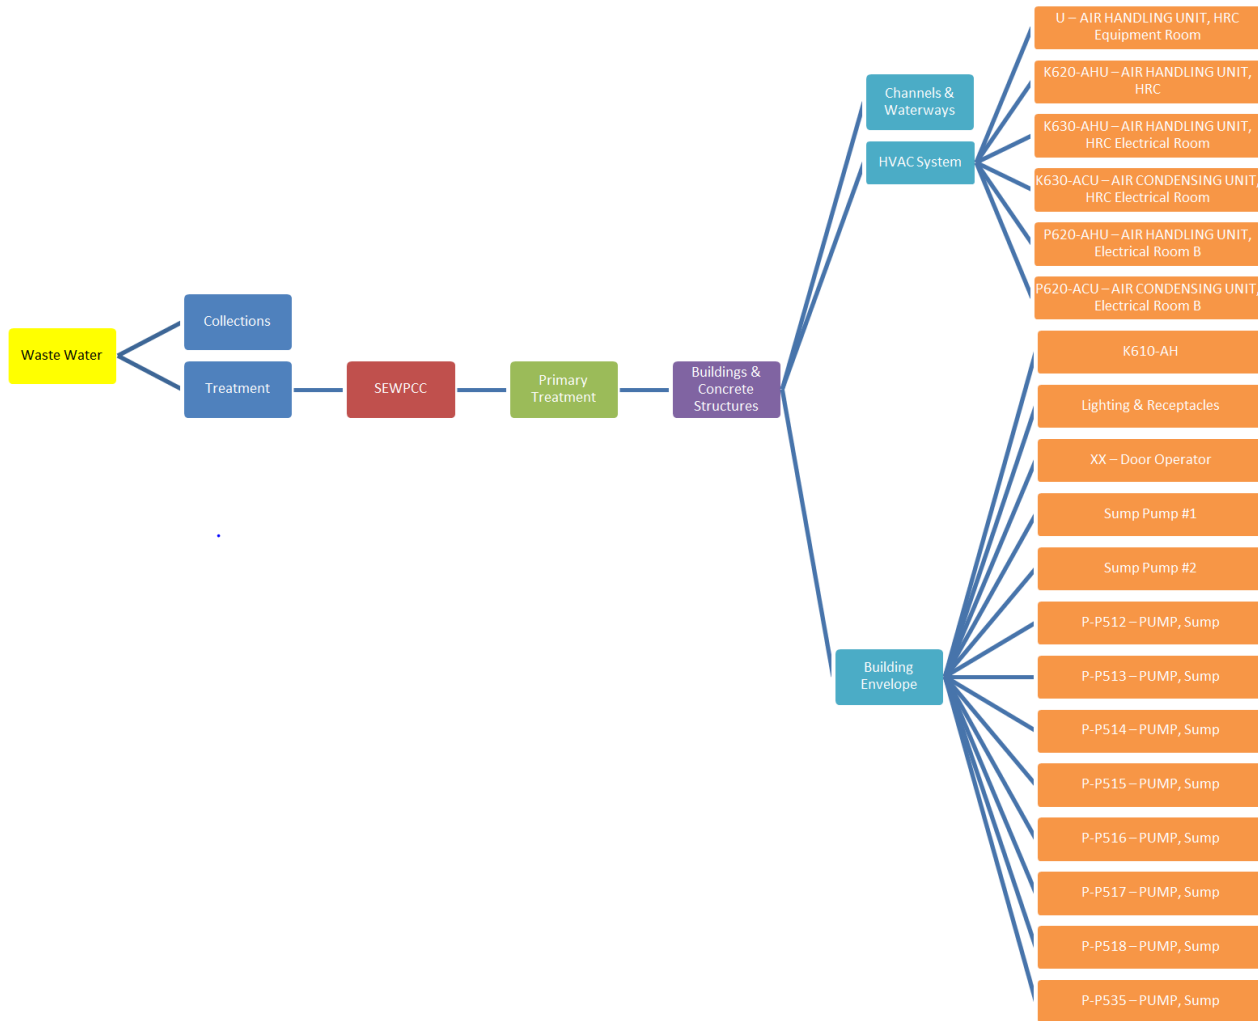 Waste Water
Collections
Treatment
SEWPCC
Primary
Treatment
Buildings &
Concrete
Structures
Channels &
Waterways
HVAC System
Building
Envelope
U – AIR HANDLING UNIT, HRC
Equipment Room
K620-AHU – AIR HANDLING UNIT,
HRC
K630-AHU – AIR HANDLING UNIT,
HRC Electrical Room
K630-ACU – AIR CONDENSING UNIT,
HRC Electrical Room
P620-AHU – AIR HANDLING UNIT,
Electrical Room B
P620-ACU – AIR CONDENSING UNIT,
Electrical Room B
K610-AH
Lighting & Receptacles
XX – Door Operator
Sump Pump #1
Sump Pump #2
P-P512 – PUMP, Sump
P-P513 – PUMP, Sump
P-P514 – PUMP, Sump
P-P515 – PUMP, Sump
P-P516 – PUMP, Sump
P-P517 – PUMP, Sump
P-P518 – PUMP, Sump
P-P535 – PUMP, Sump